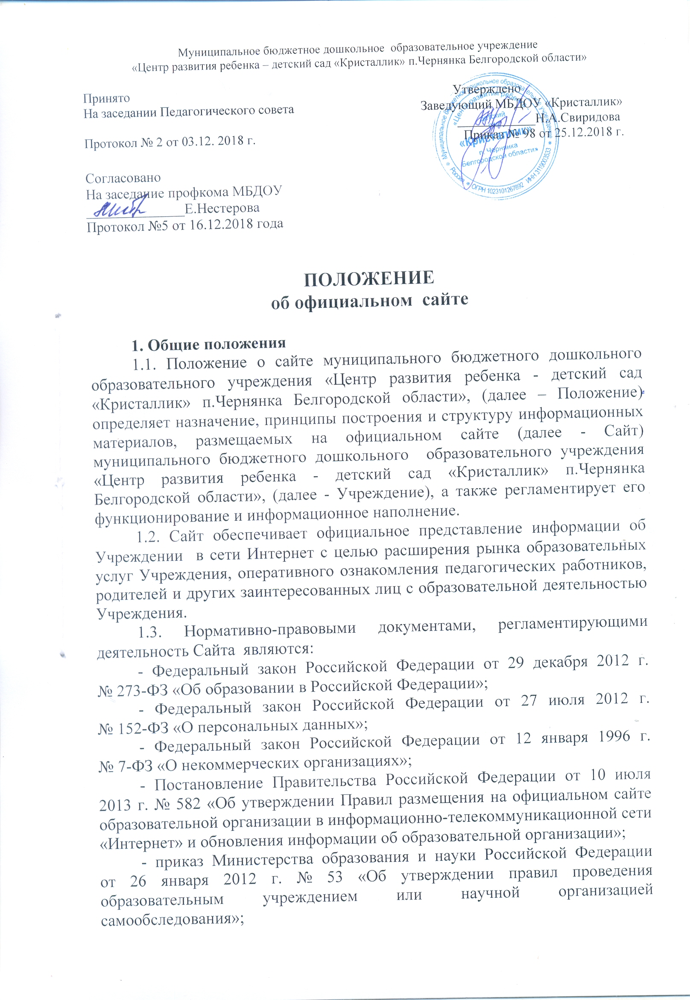 Муниципальное бюджетное дошкольное образовательное учреждение
«Центр развития ребенка – детский сад «Кристаллик» п.Чернянка Белгородской области»
Принято
На заседании Педагогического совета
Протокол № 2 от 03.12. 2018 г.
Утверждено
Заведующий МБДОУ «Кристаллик»
____________Н.А.Свиридова
Приказ № 98 от 25.12.2018 г.
Муниципальное бюджетное дошкольное образовательное учреждение * Россия * ОГРН 1023101267892 ИНН 3119003533 *
«Центр развития ребенка -
детский
сад
«Кристаллик»
п. Чернянка
Белгородской области»
Согласовано
На заседание профкома МБДОУ
_______________Е.Нестерова
Протокол №5 от 16.12.2018 года
ПОЛОЖЕНИЕ
об официальном сайте
1. Общие положения
1.1. Положение о сайте муниципального бюджетного дошкольного
образовательного учреждения «Центр развития ребенка - детский сад
«Кристаллик» п.Чернянка Белгородской области», (далее – Положение)
определяет назначение, принципы построения и структуру информационных
материалов, размещаемых на официальном сайте (далее - Сайт)
муниципального бюджетного дошкольного образовательного учреждения
«Центр развития ребенка - детский сад «Кристаллик» п.Чернянка
Белгородской области», (далее - Учреждение), а также регламентирует его
функционирование и информационное наполнение.
1.2. Сайт обеспечивает официальное представление информации об
Учреждении в сети Интернет с целью расширения рынка образовательных
услуг Учреждения, оперативного ознакомления педагогических работников,
родителей и других заинтересованных лиц с образовательной деятельностью
Учреждения.
1.3. Нормативно-правовыми документами, регламентирующими
деятельность Сайта являются:
- Федеральный закон Российской Федерации от 29 декабря 2012 г.
№ 273-ФЗ «Об образовании в Российской Федерации»;
- Федеральный закон Российской Федерации от 27 июля 2012 г.
№ 152-ФЗ «О персональных данных»;
- Федеральный закон Российской Федерации от 12 января 1996 г.
№ 7-ФЗ «О некоммерческих организациях»;
- Постановление Правительства Российской Федерации от 10 июля
2013 г. № 582 «Об утверждении Правил размещения на официальном сайте
образовательной организации в информационно-телекоммуникационной сети
«Интернет» и обновления информации об образовательной организации»;
- приказ Министерства образования и науки Российской Федерации
от 26 января 2012 г. № 53 «Об утверждении правил проведения
образовательным учреждением или научной организацией
самообследования»;